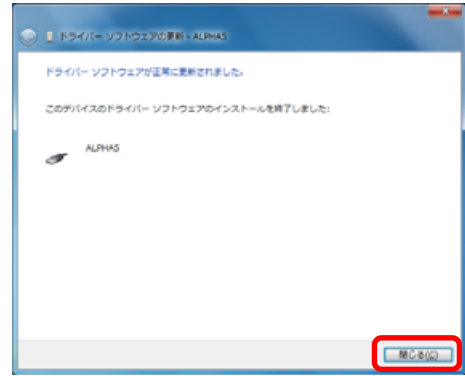 ドライバー ソフトウェアの更新 - ALPHA5
ドライバー ソフトウェアが正常に更新されました。
このデバイスのドライバー ソフトウェアのインストールを終了しました:
ALPHA5
閉じる(C)